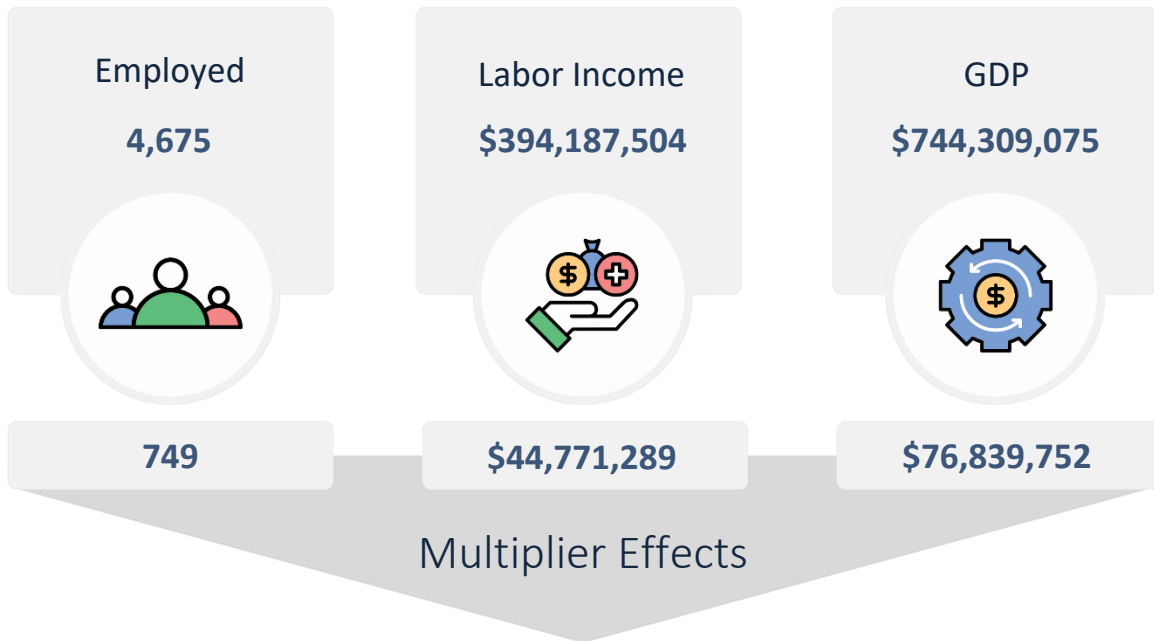 Employed
4,675
Labor Income
$394,187,504
GDP
$744,309,075
$
$
749
$44,771,289
$76,839,752
Multiplier Effects